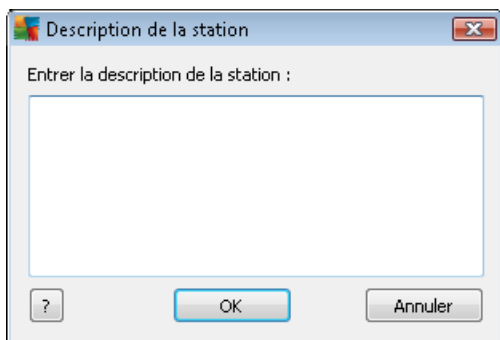 Description de la station
Entrer la description de la station :
?
OK
Annuler